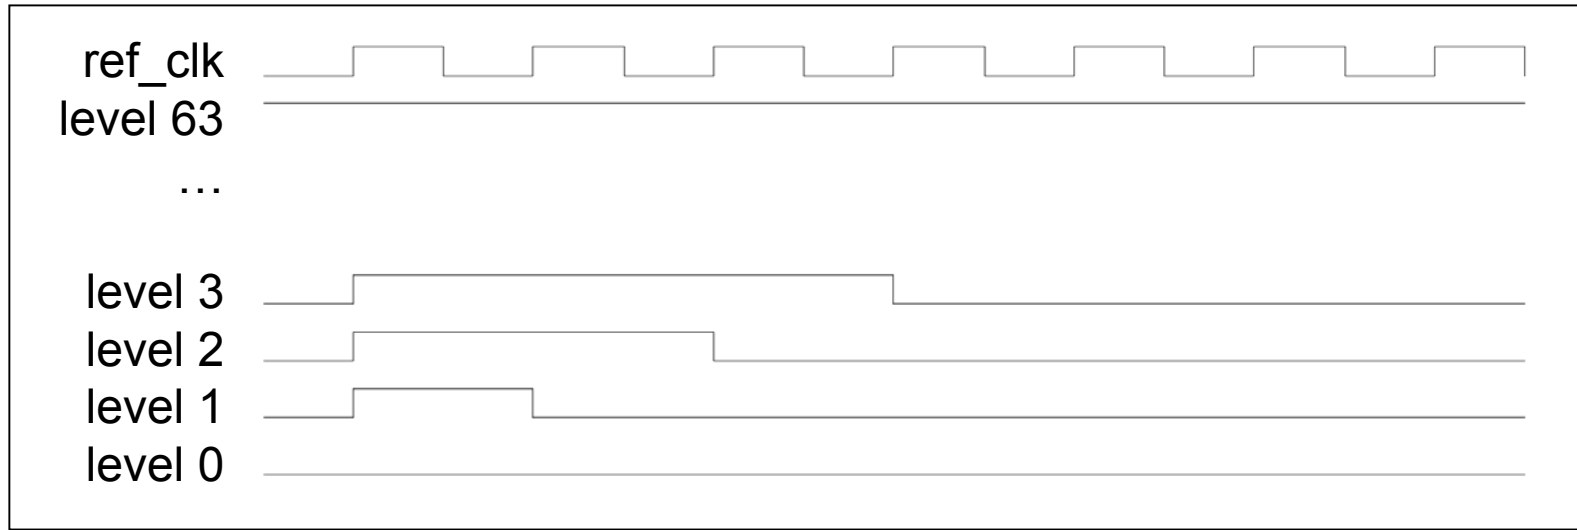 ref_clk
level 63
…
level 3
level 2
level 1
level 0